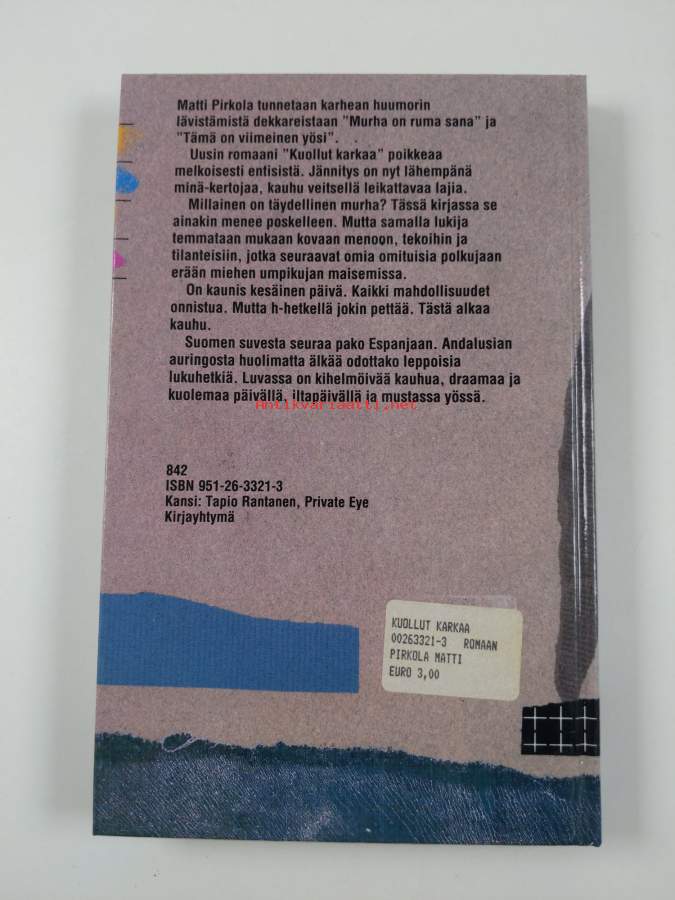 Matti Pirkola tunnetaan karhean huumorin
lävistämistä dekkareistaan "Murha on ruma sana" ja
"Tämä on viimeinen yösi".
Uusin romaani "Kuollut karkaa" poikkeaa
melkoisesti entisistä. Jännitys on nyt lähempänä
minä-kertojaa, kauhu veitsellä leikattavaa lajia.
Millainen on täydellinen murha? Tässä kirjassa se
ainakin menee poskelleen. Mutta samalla lukija
temmataan mukaan kovaan menoon, tekoihin ja
tilanteisiin, jotka seuraavat omia omituisia polkujaan
erään miehen umpikujan maisemissa.
On kaunis kesäinen päivä. Kaikki mahdollisuudet
onnistua. Mutta h-hetkellä jokin pettää. Tästä alkaa
kauhu.
Suomen suvesta seuraa pako Espanjaan. Andalusian
auringosta huolimatta älkää odottako leppoisia
lukuhetkiä. Luvassa on kihelmöivää kauhua, draamaa ja
kuolemaa päivällä, iltapäivällä ja mustassa yössä.
Antikvariaatti.net
842
ISBN 951-26-3321-3
Kansi: Tapio Rantanen, Private Eye
Kirjayhtymä
KUOLLUT KARKAA
00263321-3 ROMAAN
PIRKOLA MATTI
EURO 3,00